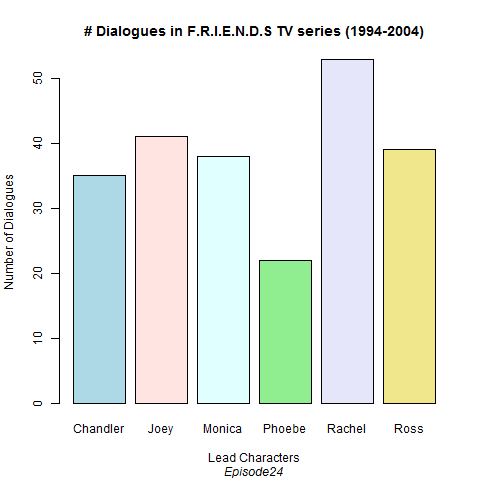 # Dialogues in F.R.I.E.N.D.S TV series (1994-2004)
Number of Dialogues
50
40
30
20
10
0
Chandler Joey Monica Phoebe Rachel Ross
Lead Characters
Episode24